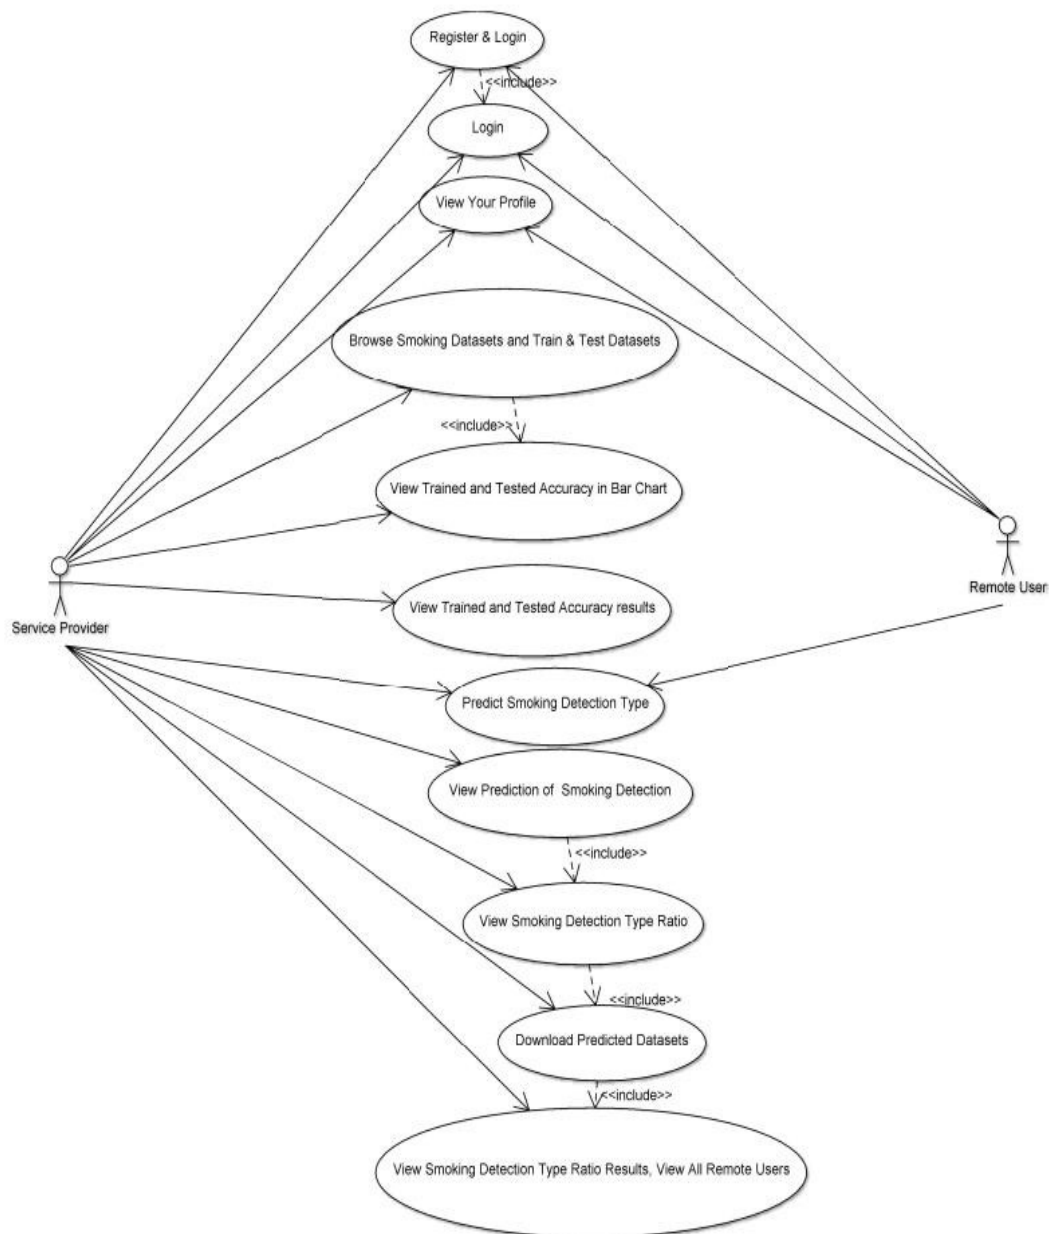 Register & Login
<<include>>
Login
View Your Profile
Browse Smoking Datasets and Train & Test Datasets
<<include>>
View Trained and Tested Accuracy in Bar Chart
Remote User
View Trained and Tested Accuracy results
Service Provider
Predict Smoking Detection Type
View Prediction of Smoking Detection
<<include>>
View Smoking Detection Type Ratio
<<include>>
Download Predicted Datasets
<<include>>
View Smoking Detection Type Ratio Results, View All Remote Users